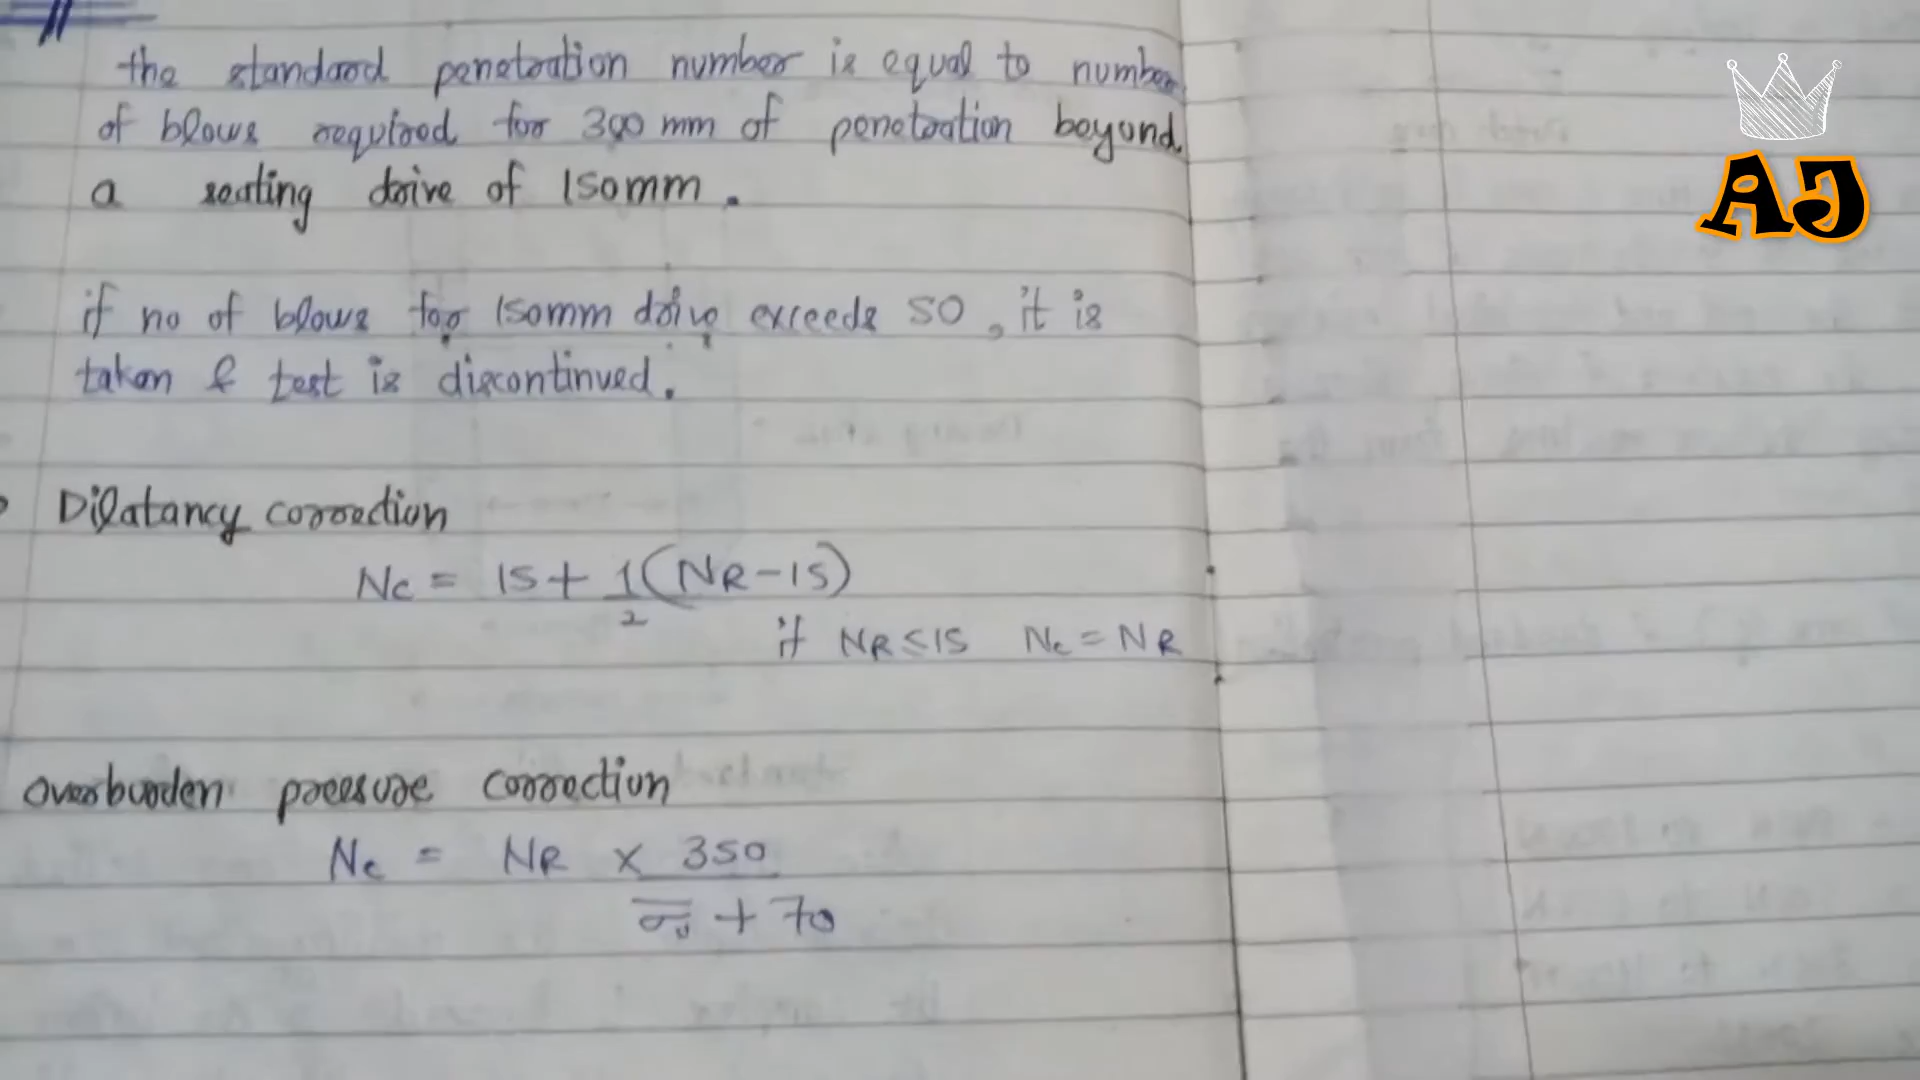 the standard penetration number is equal to number
of blows required for 300 mm of penetration beyond
a seating drive of 150mm.
if no of blows for 150mm drive exceeds 50, it is
taken & test is discontinued.
Dilatancy correction
Nc = 15 + 1/2 (NR - 15)
if NR ≤ 15 Nc = NR
Overburden pressure correction
Nc = NR × 350 / σ̅v + 70
AJ